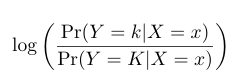 log ( Pr(Y = k|X = x) / Pr(Y = K|X = x) )